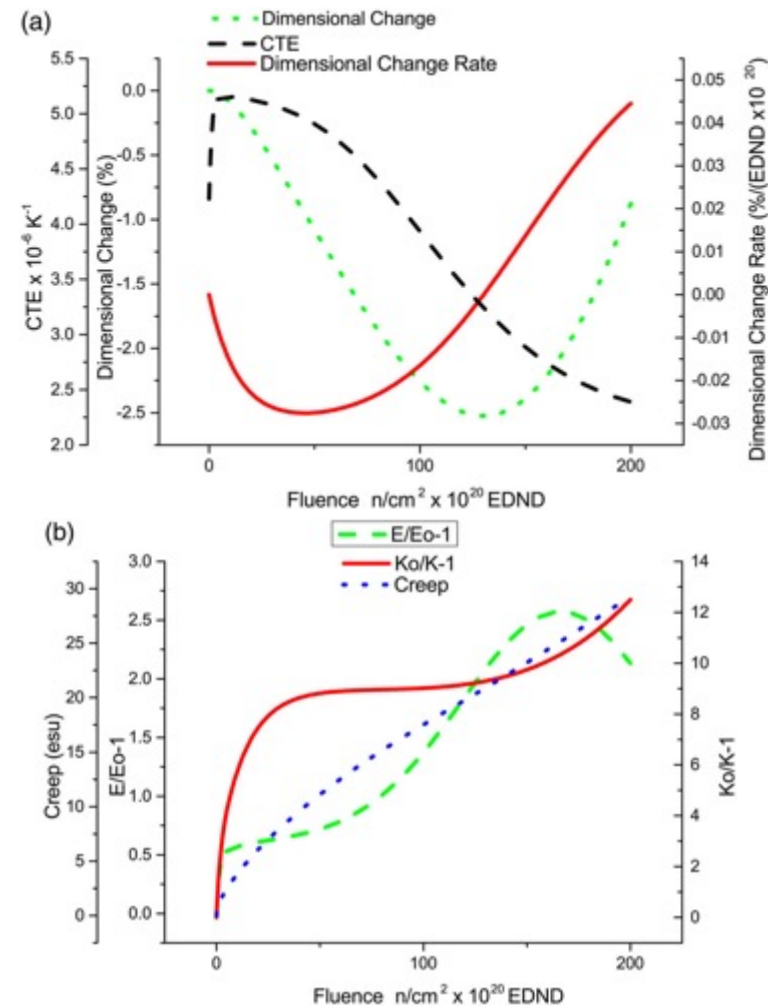 (a)
Dimensional Change
CTE
Dimensional Change Rate
5.5
5.0
4.5
4.0
3.5
3.0
2.5
2.0
CTE x 10⁻⁶ K⁻¹
0.0
-0.5
-1.0
-1.5
-2.0
-2.5
Dimensional Change (%)
0.05
0.04
0.03
0.02
0.01
0.00
-0.01
-0.02
-0.03
Dimensional Change Rate (%/(EDND x10²⁰)
0 100 200
Fluence n/cm² x 10²⁰ EDND
(b)
E/Eo-1
Ko/K-1
Creep
30
25
20
15
10
5
0
Creep (esu)
3.0
2.5
2.0
1.5
1.0
0.5
0.0
E/Eo-1
14
12
10
8
6
4
2
0
Ko/K-1
0 100 200
Fluence n/cm² x 10²⁰ EDND